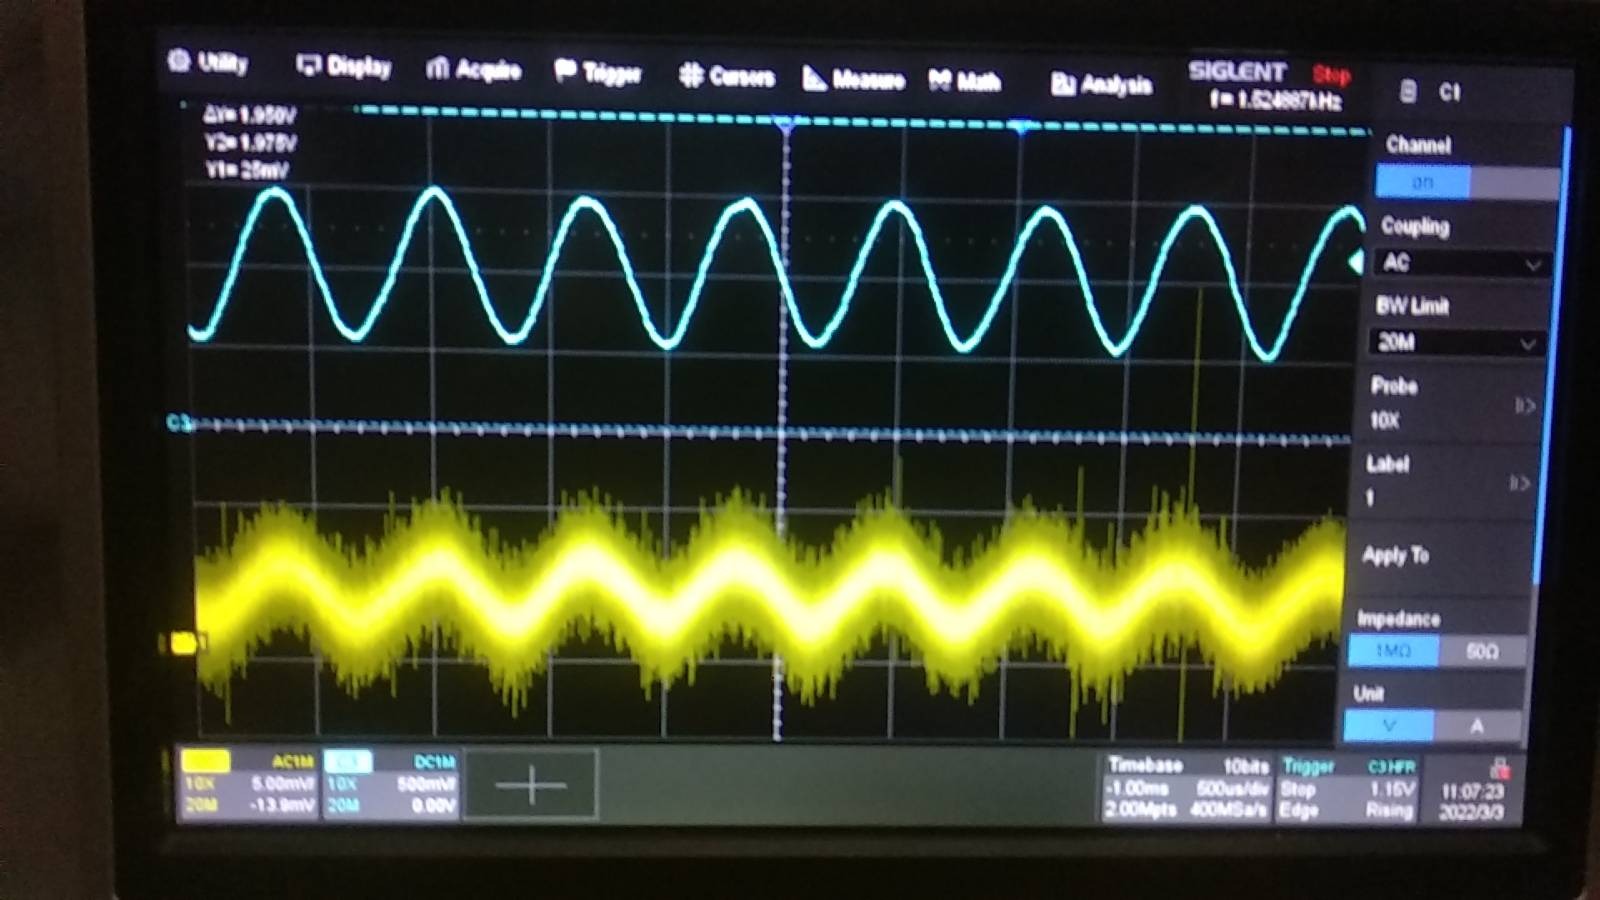 Utility Display Acquire Trigger Cursors Measure Math Analysis
SIGLENT Stop
f = 1.524887kHz
C1
ΔY= 1.950V
Y2= 1.975V
Y1= 25mV
Channel
On
Coupling
AC
BW Limit
20M
Probe
10X
Label
1
Apply To
Impedance
1MΩ 50Ω
Unit
V A
C3
AC1M
10X 5.00mV/
20M -13.9mV
DC1M
10X 500mV/
20M 0.00V
Timebase 10bits
-1.00ms 500us/div
2.00Mpts 400MSa/s
Trigger C3 HFR
Stop 1.15V
Edge Rising
11:07:23
2022/3/3